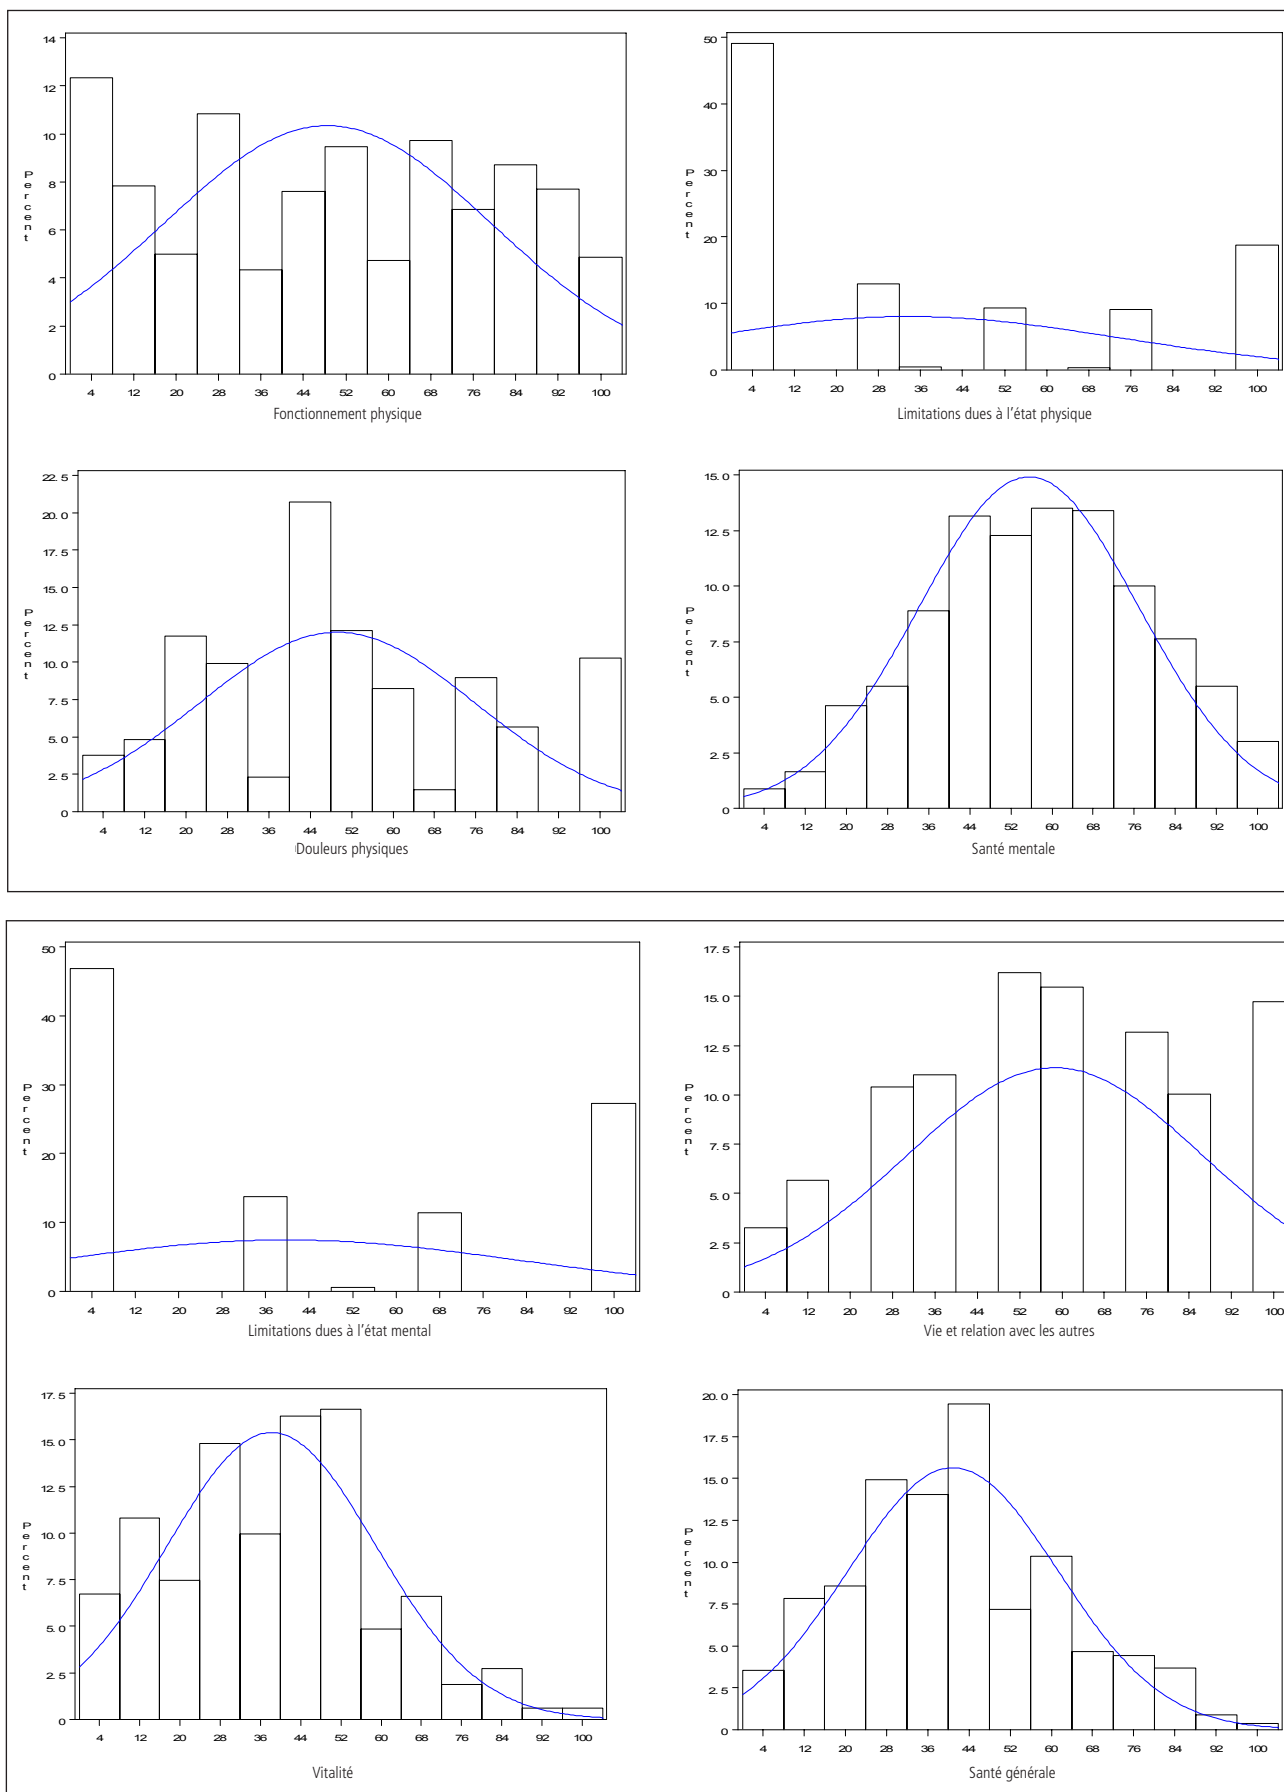 14
12
10
8
6
4
2
0
Percent
4 12 20 28 36 44 52 60 68 76 84 92 100
Fonctionnement physique
50
40
30
20
10
0
Percent
4 12 20 28 36 44 52 60 68 76 84 92 100
Limitations dues à l'état physique
22.5
20.0
17.5
15.0
12.5
10.0
7.5
5.0
2.5
0
Percent
4 12 20 28 36 44 52 60 68 76 84 92 100
Douleurs physiques
15.0
12.5
10.0
7.5
5.0
2.5
0
Percent
4 12 20 28 36 44 52 60 68 76 84 92 100
Santé mentale
50
40
30
20
10
0
Percent
4 12 20 28 36 44 52 60 68 76 84 92 100
Limitations dues à l'état mental
17.5
15.0
12.5
10.0
7.5
5.0
2.5
0
Percent
4 12 20 28 36 44 52 60 68 76 84 92 100
Vie et relation avec les autres
17.5
15.0
12.5
10.0
7.5
5.0
2.5
0
Percent
4 12 20 28 36 44 52 60 68 76 84 92 100
Vitalité
20.0
17.5
15.0
12.5
10.0
7.5
5.0
2.5
0
Percent
4 12 20 28 36 44 52 60 68 76 84 92 100
Santé générale